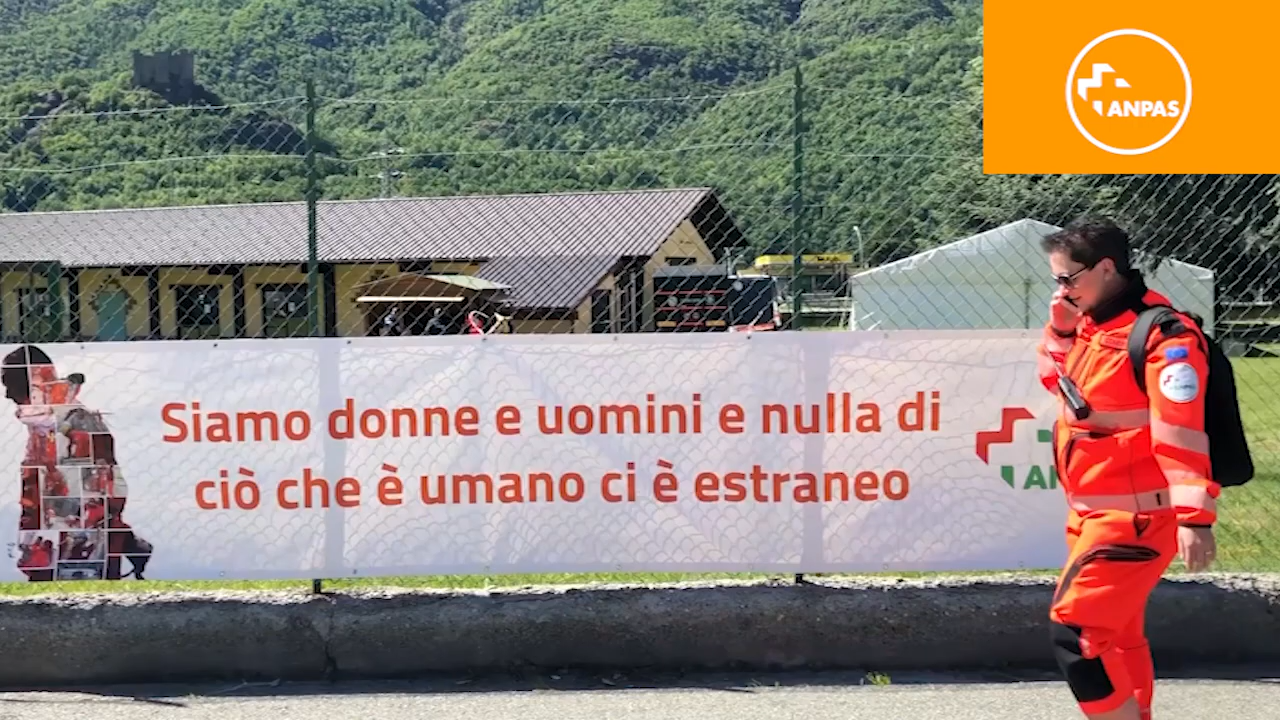 ANPAS
Siamo donne e uomini e nulla di
ciò che è umano ci è estraneo